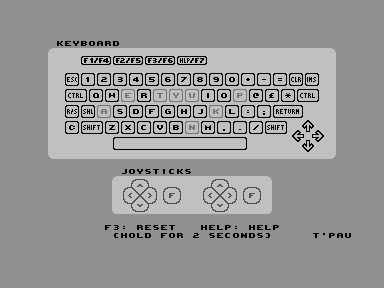 KEYBOARD
F1/F4 F2/F5 F3/F6 HLP/F7
ESC 1 2 3 4 5 6 7 8 9 0 + - = CLR INS
CTRL Q W E R T Y U I O P @ £ * CTRL
R/S SHL A S D F G H J K L : ; RETURN
C SHIFT Z X C V B N M , . / SHIFT
JOYSTICKS
F F
F3: RESET HELP: HELP
(HOLD FOR 2 SECONDS) T'PAU